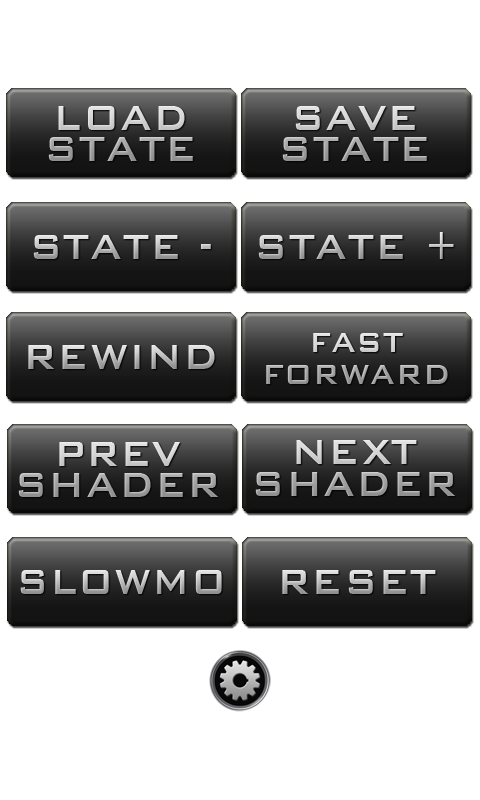 LOAD
STATE
SAVE
STATE
STATE -
STATE +
REWIND
FAST
FORWARD
PREV
SHADER
NEXT
SHADER
SLOWMO
RESET